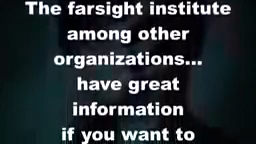 The farsight institute
among other
organizations...
have great
information
if you want to